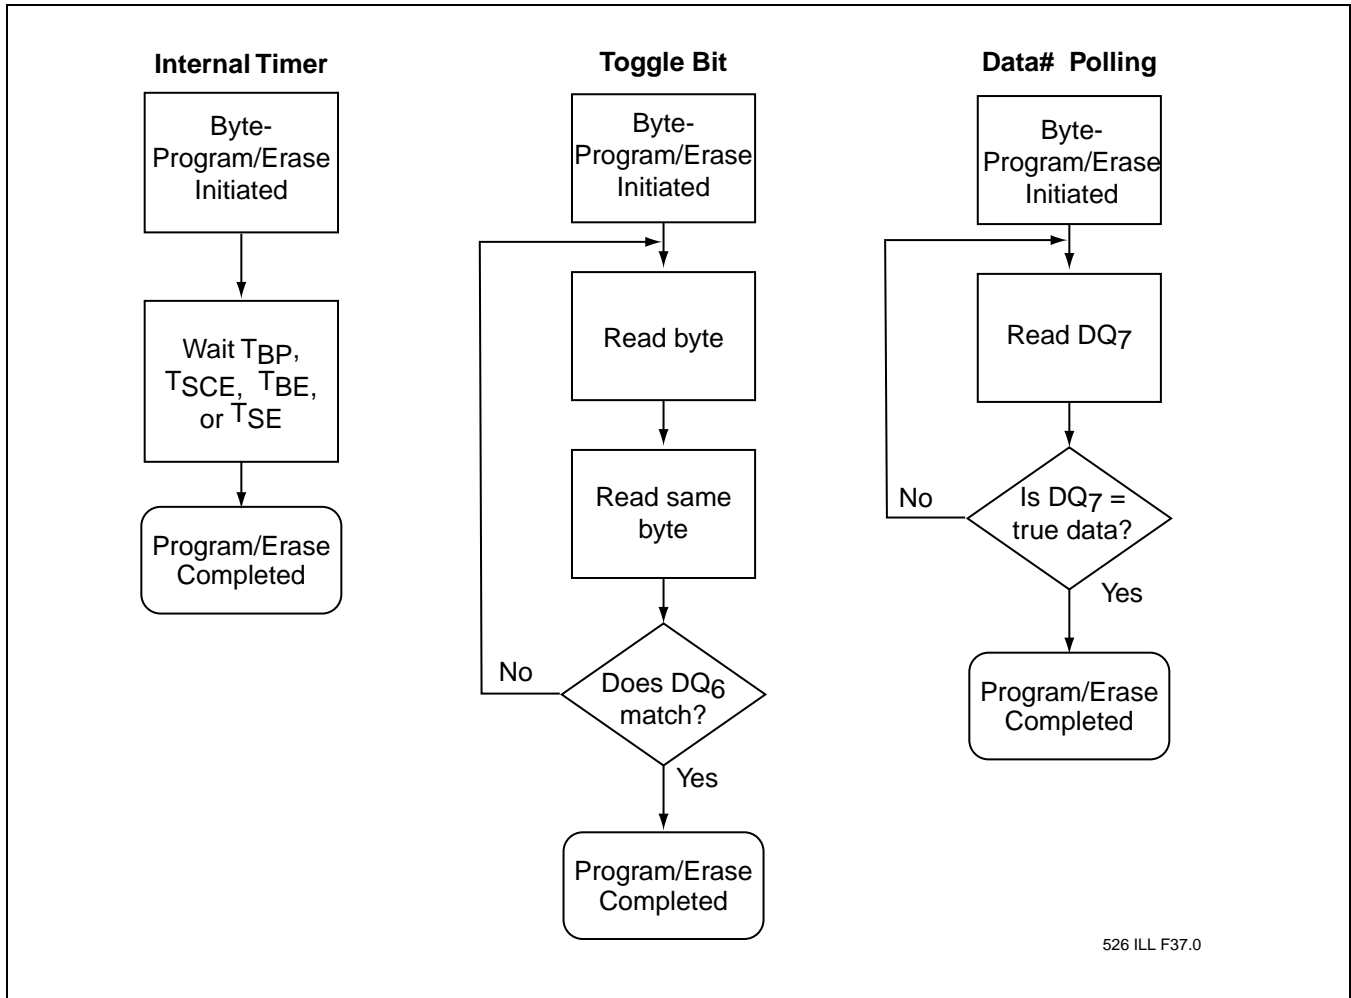 Internal Timer
Byte-
Program/Erase
Initiated
Wait TBP,
TSCE, TBE,
or TSE
Program/Erase
Completed
Toggle Bit
Byte-
Program/Erase
Initiated
Read byte
Read same
byte
Does DQ6
match?
No
Yes
Program/Erase
Completed
Data# Polling
Byte-
Program/Erase
Initiated
Read DQ7
Is DQ7 =
true data?
No
Yes
Program/Erase
Completed
526 ILL F37.0